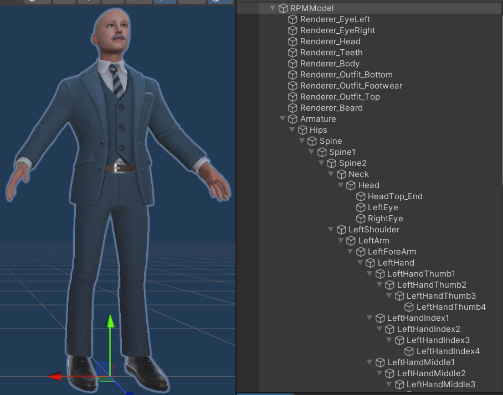 RPMModel
Renderer_EyeLeft
Renderer_EyeRight
Renderer_Head
Renderer_Teeth
Renderer_Body
Renderer_Outfit_Bottom
Renderer_Outfit_Footwear
Renderer_Outfit_Top
Renderer_Beard
Armature
Hips
Spine
Spine1
Spine2
Neck
Head
HeadTop_End
LeftEye
RightEye
LeftShoulder
LeftArm
LeftForeArm
LeftHand
LeftHandThumb1
LeftHandThumb2
LeftHandThumb3
LeftHandThumb4
LeftHandIndex1
LeftHandIndex2
LeftHandIndex3
LeftHandIndex4
LeftHandMiddle1
LeftHandMiddle2
LeftHandMiddle3